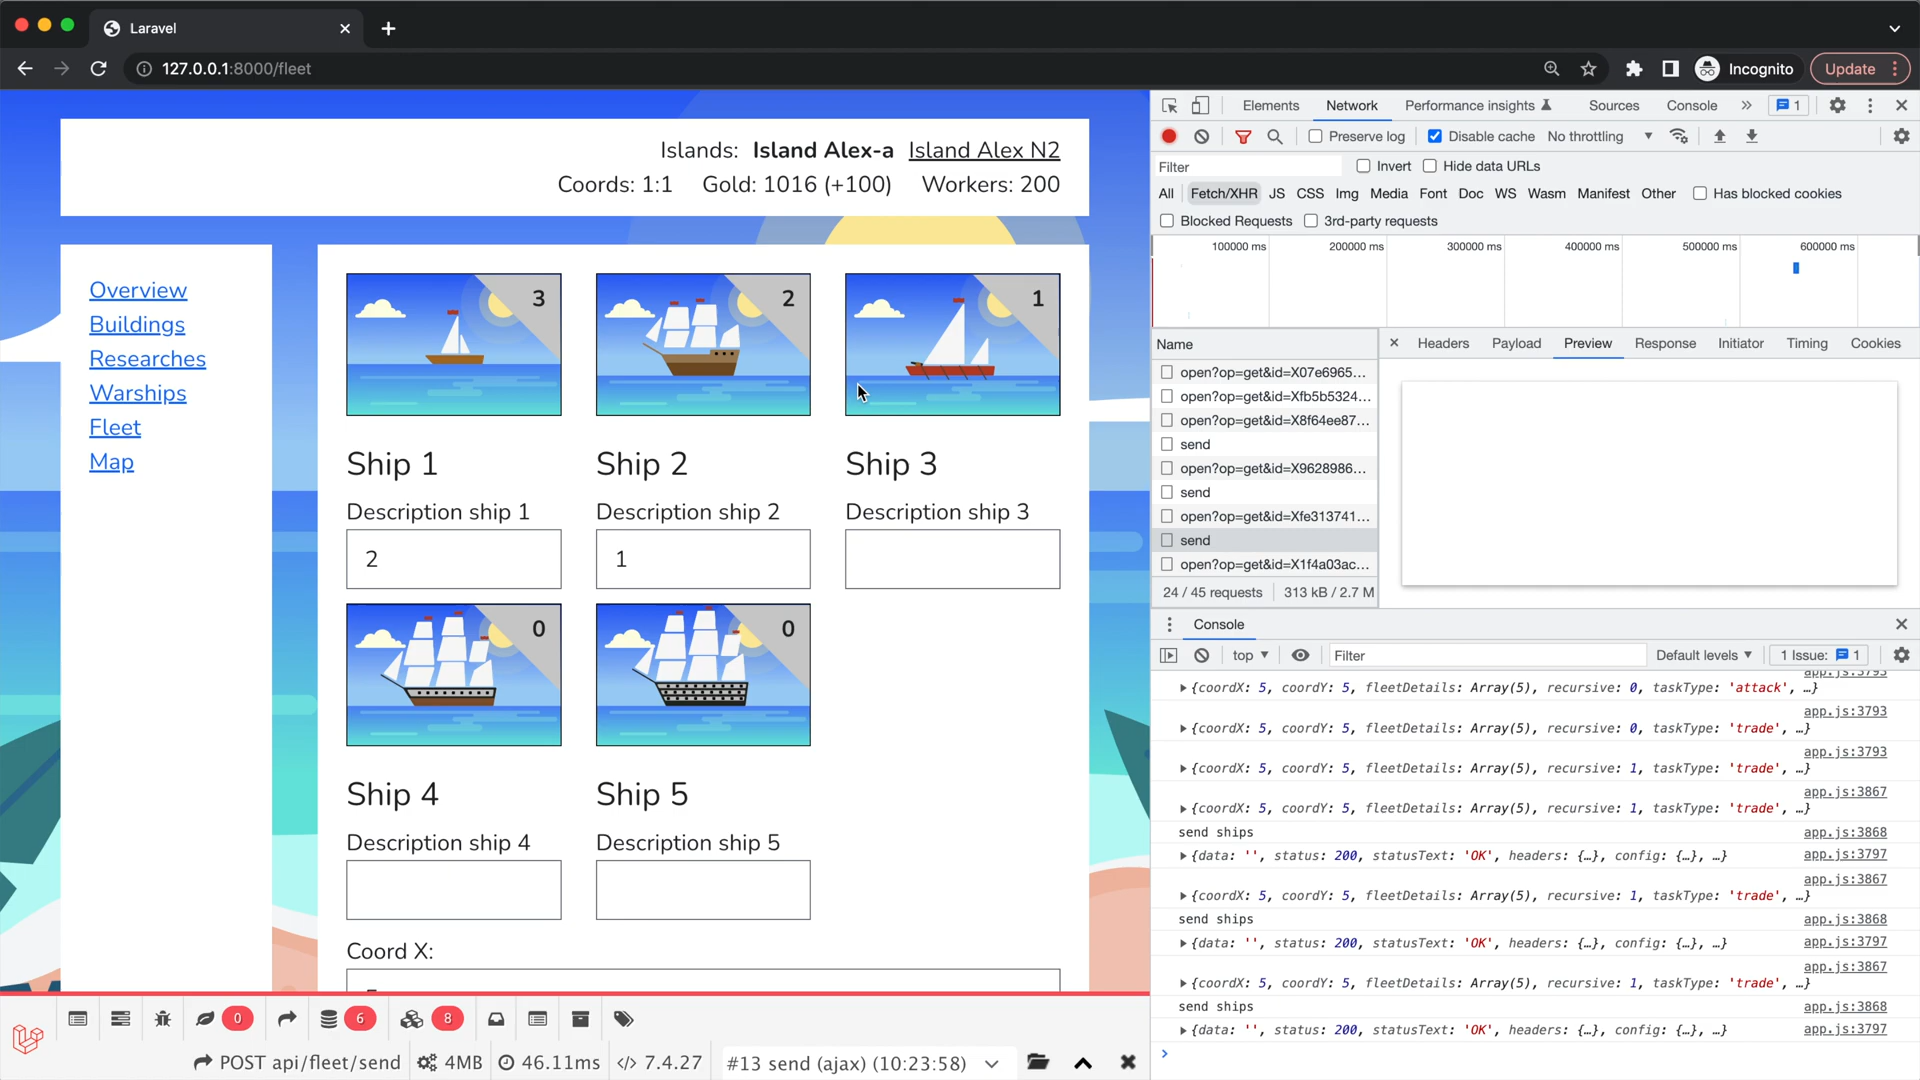 Laravel
127.0.0.1:8000/fleet
Incognito
Update
Islands: Island Alex-a Island Alex N2
Coords: 1:1 Gold: 1016 (+100) Workers: 200
Overview
Buildings
Researches
Warships
Fleet
Map
3
2
1
Ship 1
Ship 2
Ship 3
Description ship 1
Description ship 2
Description ship 3
2
1
0
0
Ship 4
Ship 5
Description ship 4
Description ship 5
Coord X:
0
6
8
POST api/fleet/send
4MB
46.11ms
7.4.27
#13 send (ajax) (10:23:58)
Elements Network Performance insights Sources Console 1
Preserve log Disable cache No throttling
Filter Invert Hide data URLs
All Fetch/XHR JS CSS Img Media Font Doc WS Wasm Manifest Other Has blocked cookies
Blocked Requests 3rd-party requests
100000 ms 200000 ms 300000 ms 400000 ms 500000 ms 600000 ms
Name
Headers Payload Preview Response Initiator Timing Cookies
open?op=get&id=X07e6965...
open?op=get&id=Xfb5b5324...
open?op=get&id=X8f64ee87...
send
open?op=get&id=X9628986...
send
open?op=get&id=Xfe313741...
send
open?op=get&id=X1f4a03ac...
24 / 45 requests 313 kB / 2.7 M
Console
top Filter Default levels 1 Issue: 1
app.js:3793
{coordX: 5, coordY: 5, fleetDetails: Array(5), recursive: 0, taskType: 'attack', …}
app.js:3793
{coordX: 5, coordY: 5, fleetDetails: Array(5), recursive: 0, taskType: 'trade', …}
app.js:3793
{coordX: 5, coordY: 5, fleetDetails: Array(5), recursive: 1, taskType: 'trade', …}
app.js:3867
{coordX: 5, coordY: 5, fleetDetails: Array(5), recursive: 1, taskType: 'trade', …}
send ships app.js:3868
{data: '', status: 200, statusText: 'OK', headers: {…}, config: {…}, …} app.js:3797
app.js:3867
{coordX: 5, coordY: 5, fleetDetails: Array(5), recursive: 1, taskType: 'trade', …}
send ships app.js:3868
{data: '', status: 200, statusText: 'OK', headers: {…}, config: {…}, …} app.js:3797
app.js:3867
{coordX: 5, coordY: 5, fleetDetails: Array(5), recursive: 1, taskType: 'trade', …}
send ships app.js:3868
{data: '', status: 200, statusText: 'OK', headers: {…}, config: {…}, …} app.js:3797